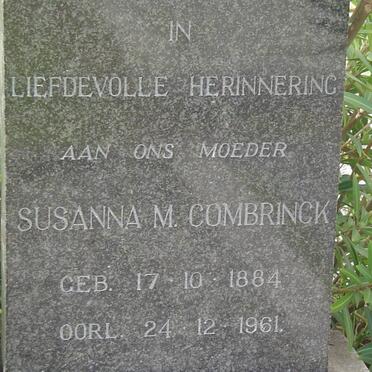 IN
LIEFDEVOLLE HERINNERING
AAN ONS MOEDER
SUSANNA M. COMBRINCK
GEB. 17·10·1884
OORL. 24·12·1961.